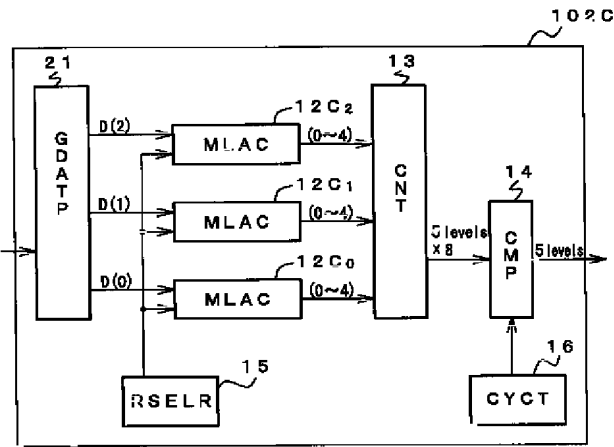 102C
21
13
12C2
GDATP
D(2)
MLAC
(0~4)
CNT
12C1
14
D(1)
MLAC
(0~4)
5 levels
×8
CMP
5 levels
12C0
D(0)
MLAC
(0~4)
15
16
RSELR
CYCT